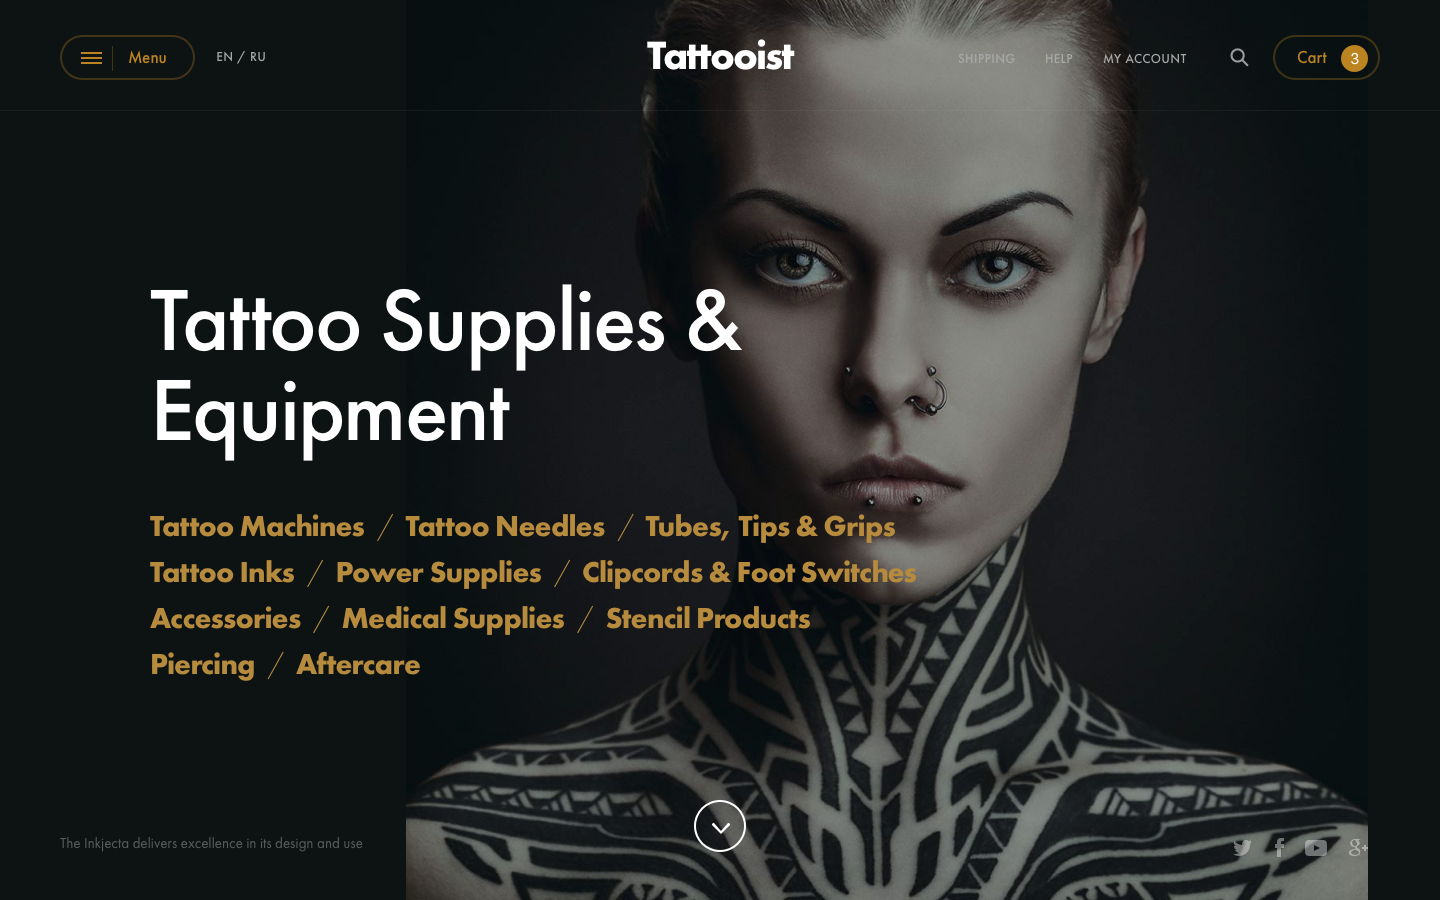 Menu
EN / RU
Tattooist
SHIPPING
HELP
MY ACCOUNT
Cart
3
Tattoo Supplies &
Equipment
Tattoo Machines / Tattoo Needles / Tubes, Tips & Grips
Tattoo Inks / Power Supplies / Clipcords & Foot Switches
Accessories / Medical Supplies / Stencil Products
Piercing / Aftercare
The Inkjecta delivers excellence in its design and use